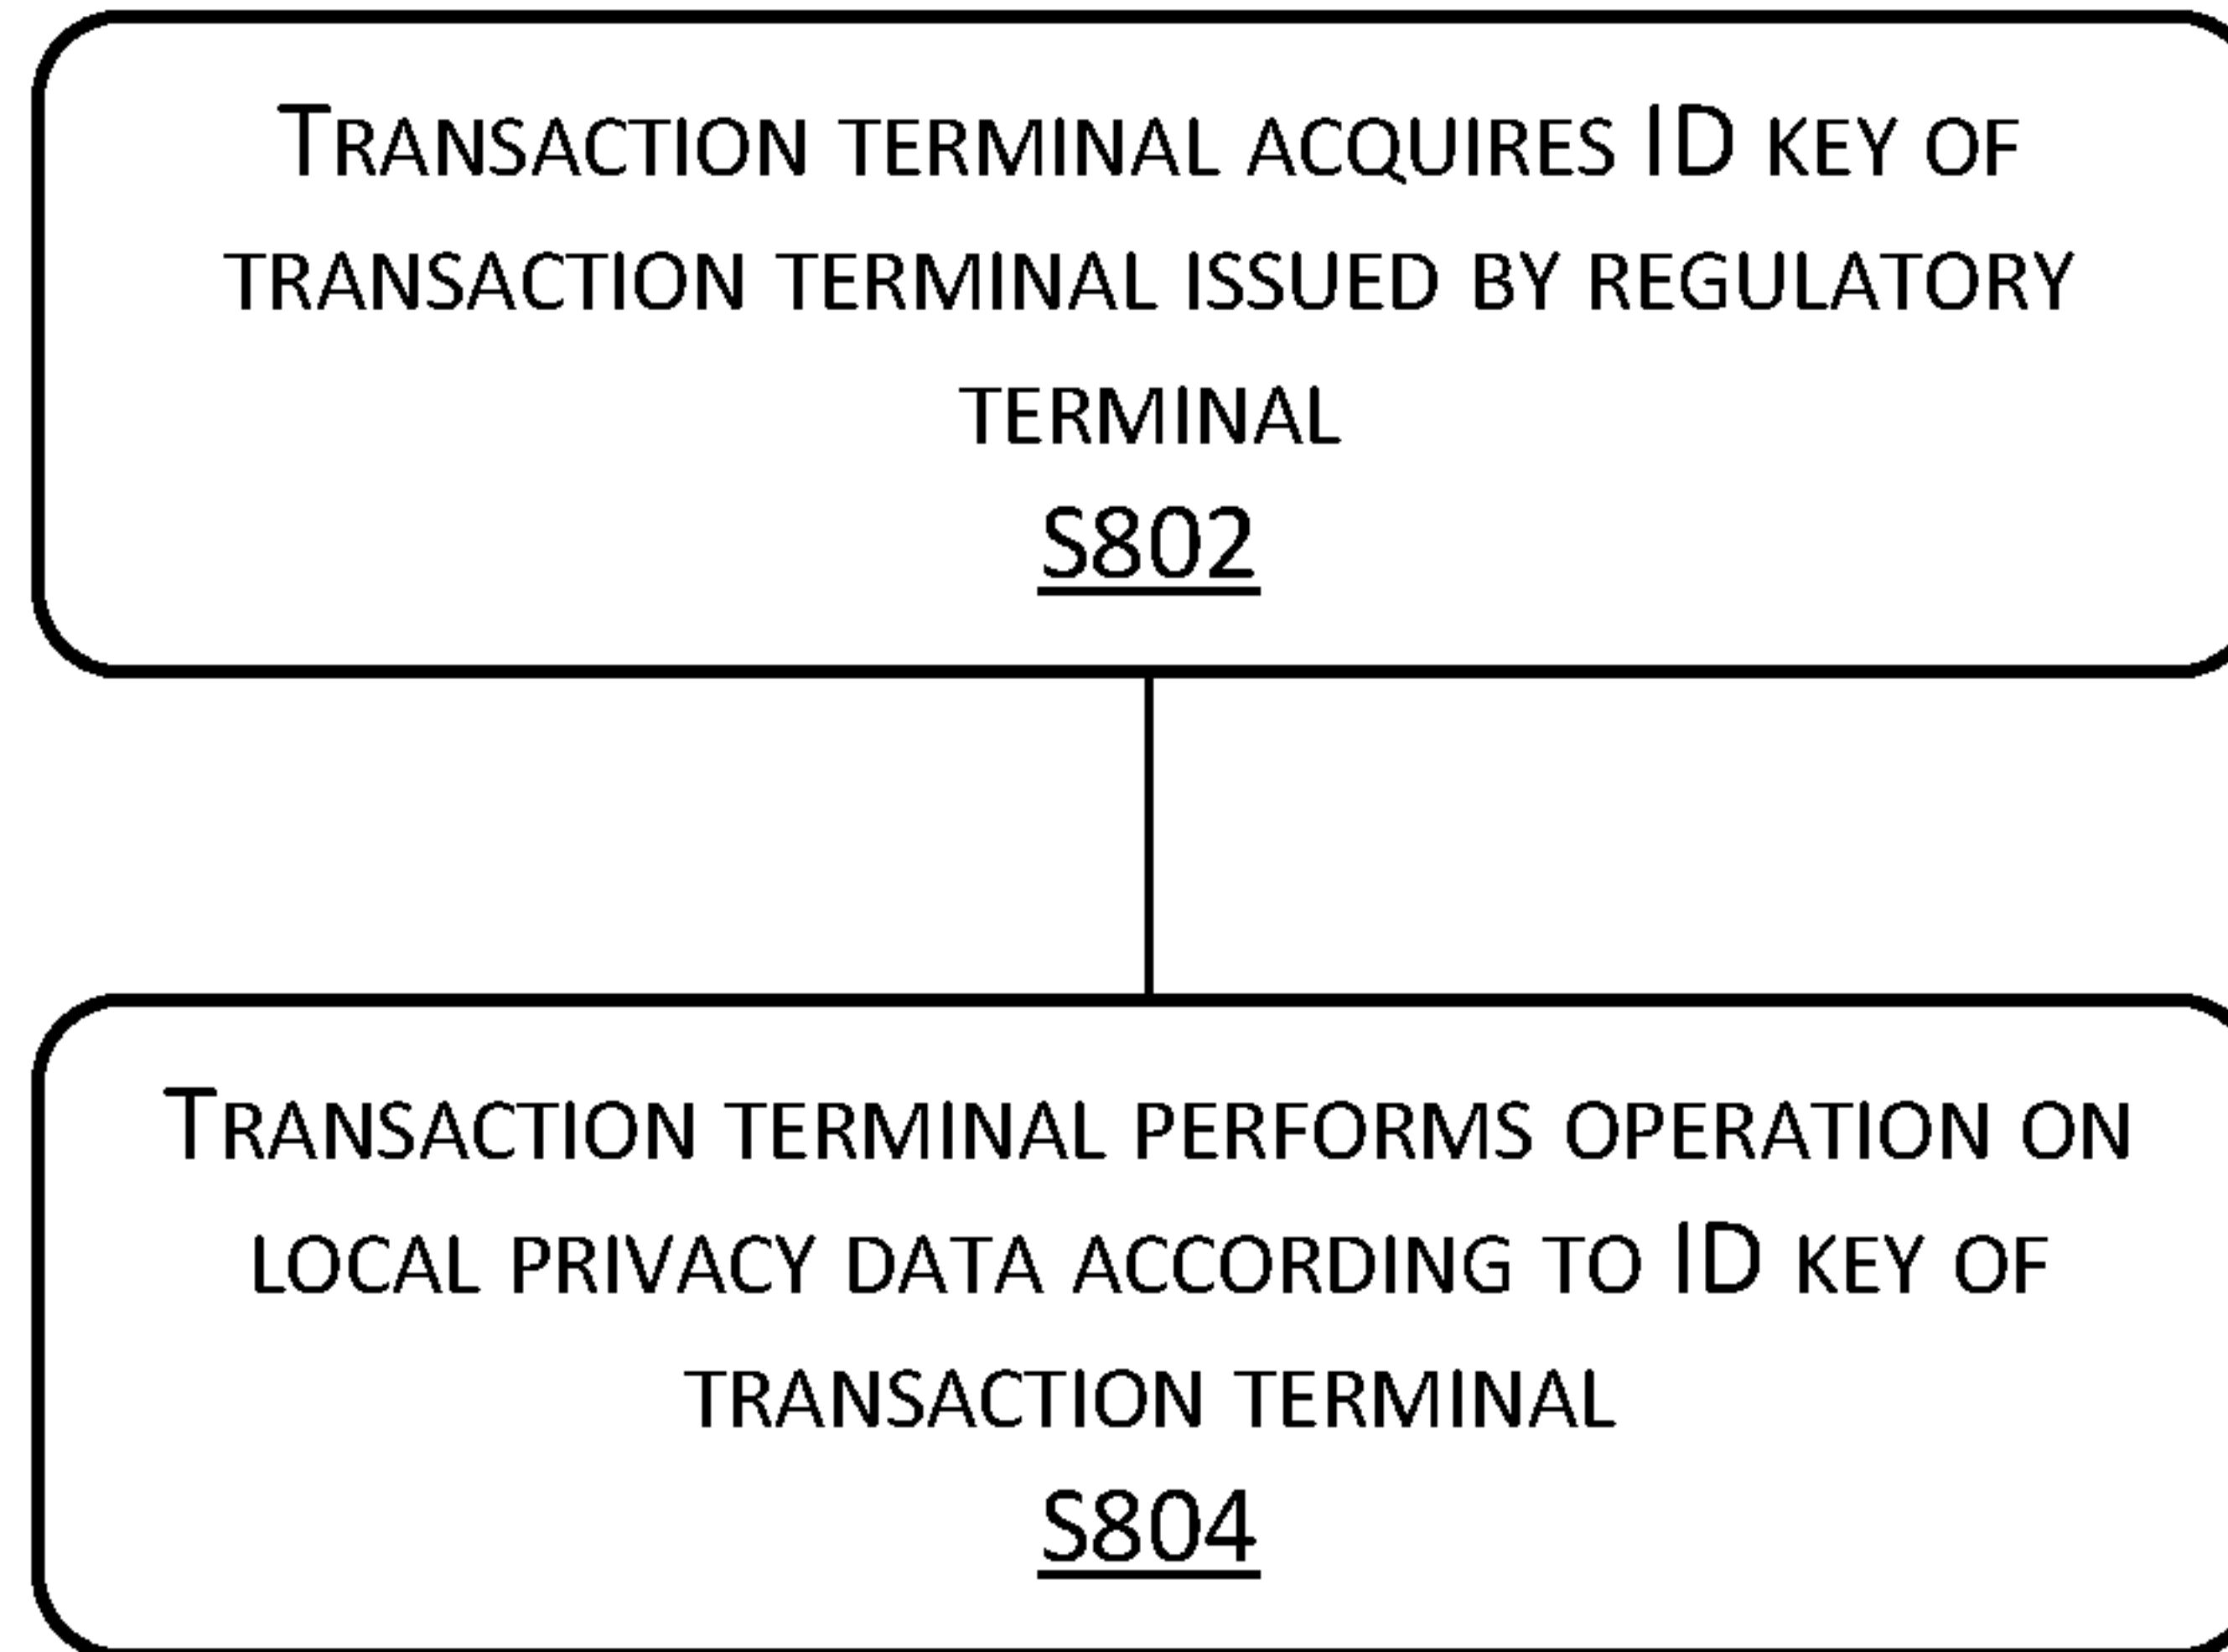 Transaction terminal acquires ID key of
transaction terminal issued by regulatory
terminal
S802
Transaction terminal performs operation on
local privacy data according to ID key of
transaction terminal
S804